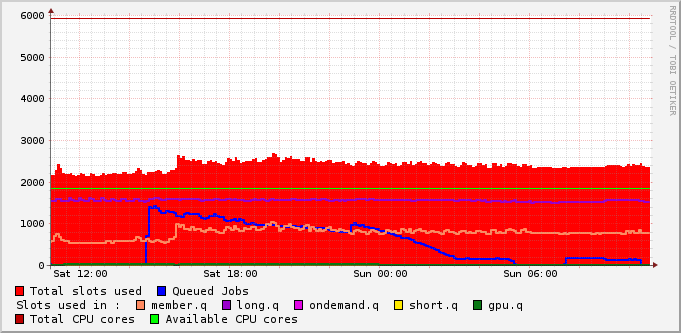 RRDTOOL / TOBI OETIKER
6000
5000
4000
3000
2000
1000
0
Sat 12:00 Sat 18:00 Sun 00:00 Sun 06:00
Total slots used Queued Jobs
Slots used in : member.q long.q ondemand.q short.q gpu.q
Total CPU cores Available CPU cores